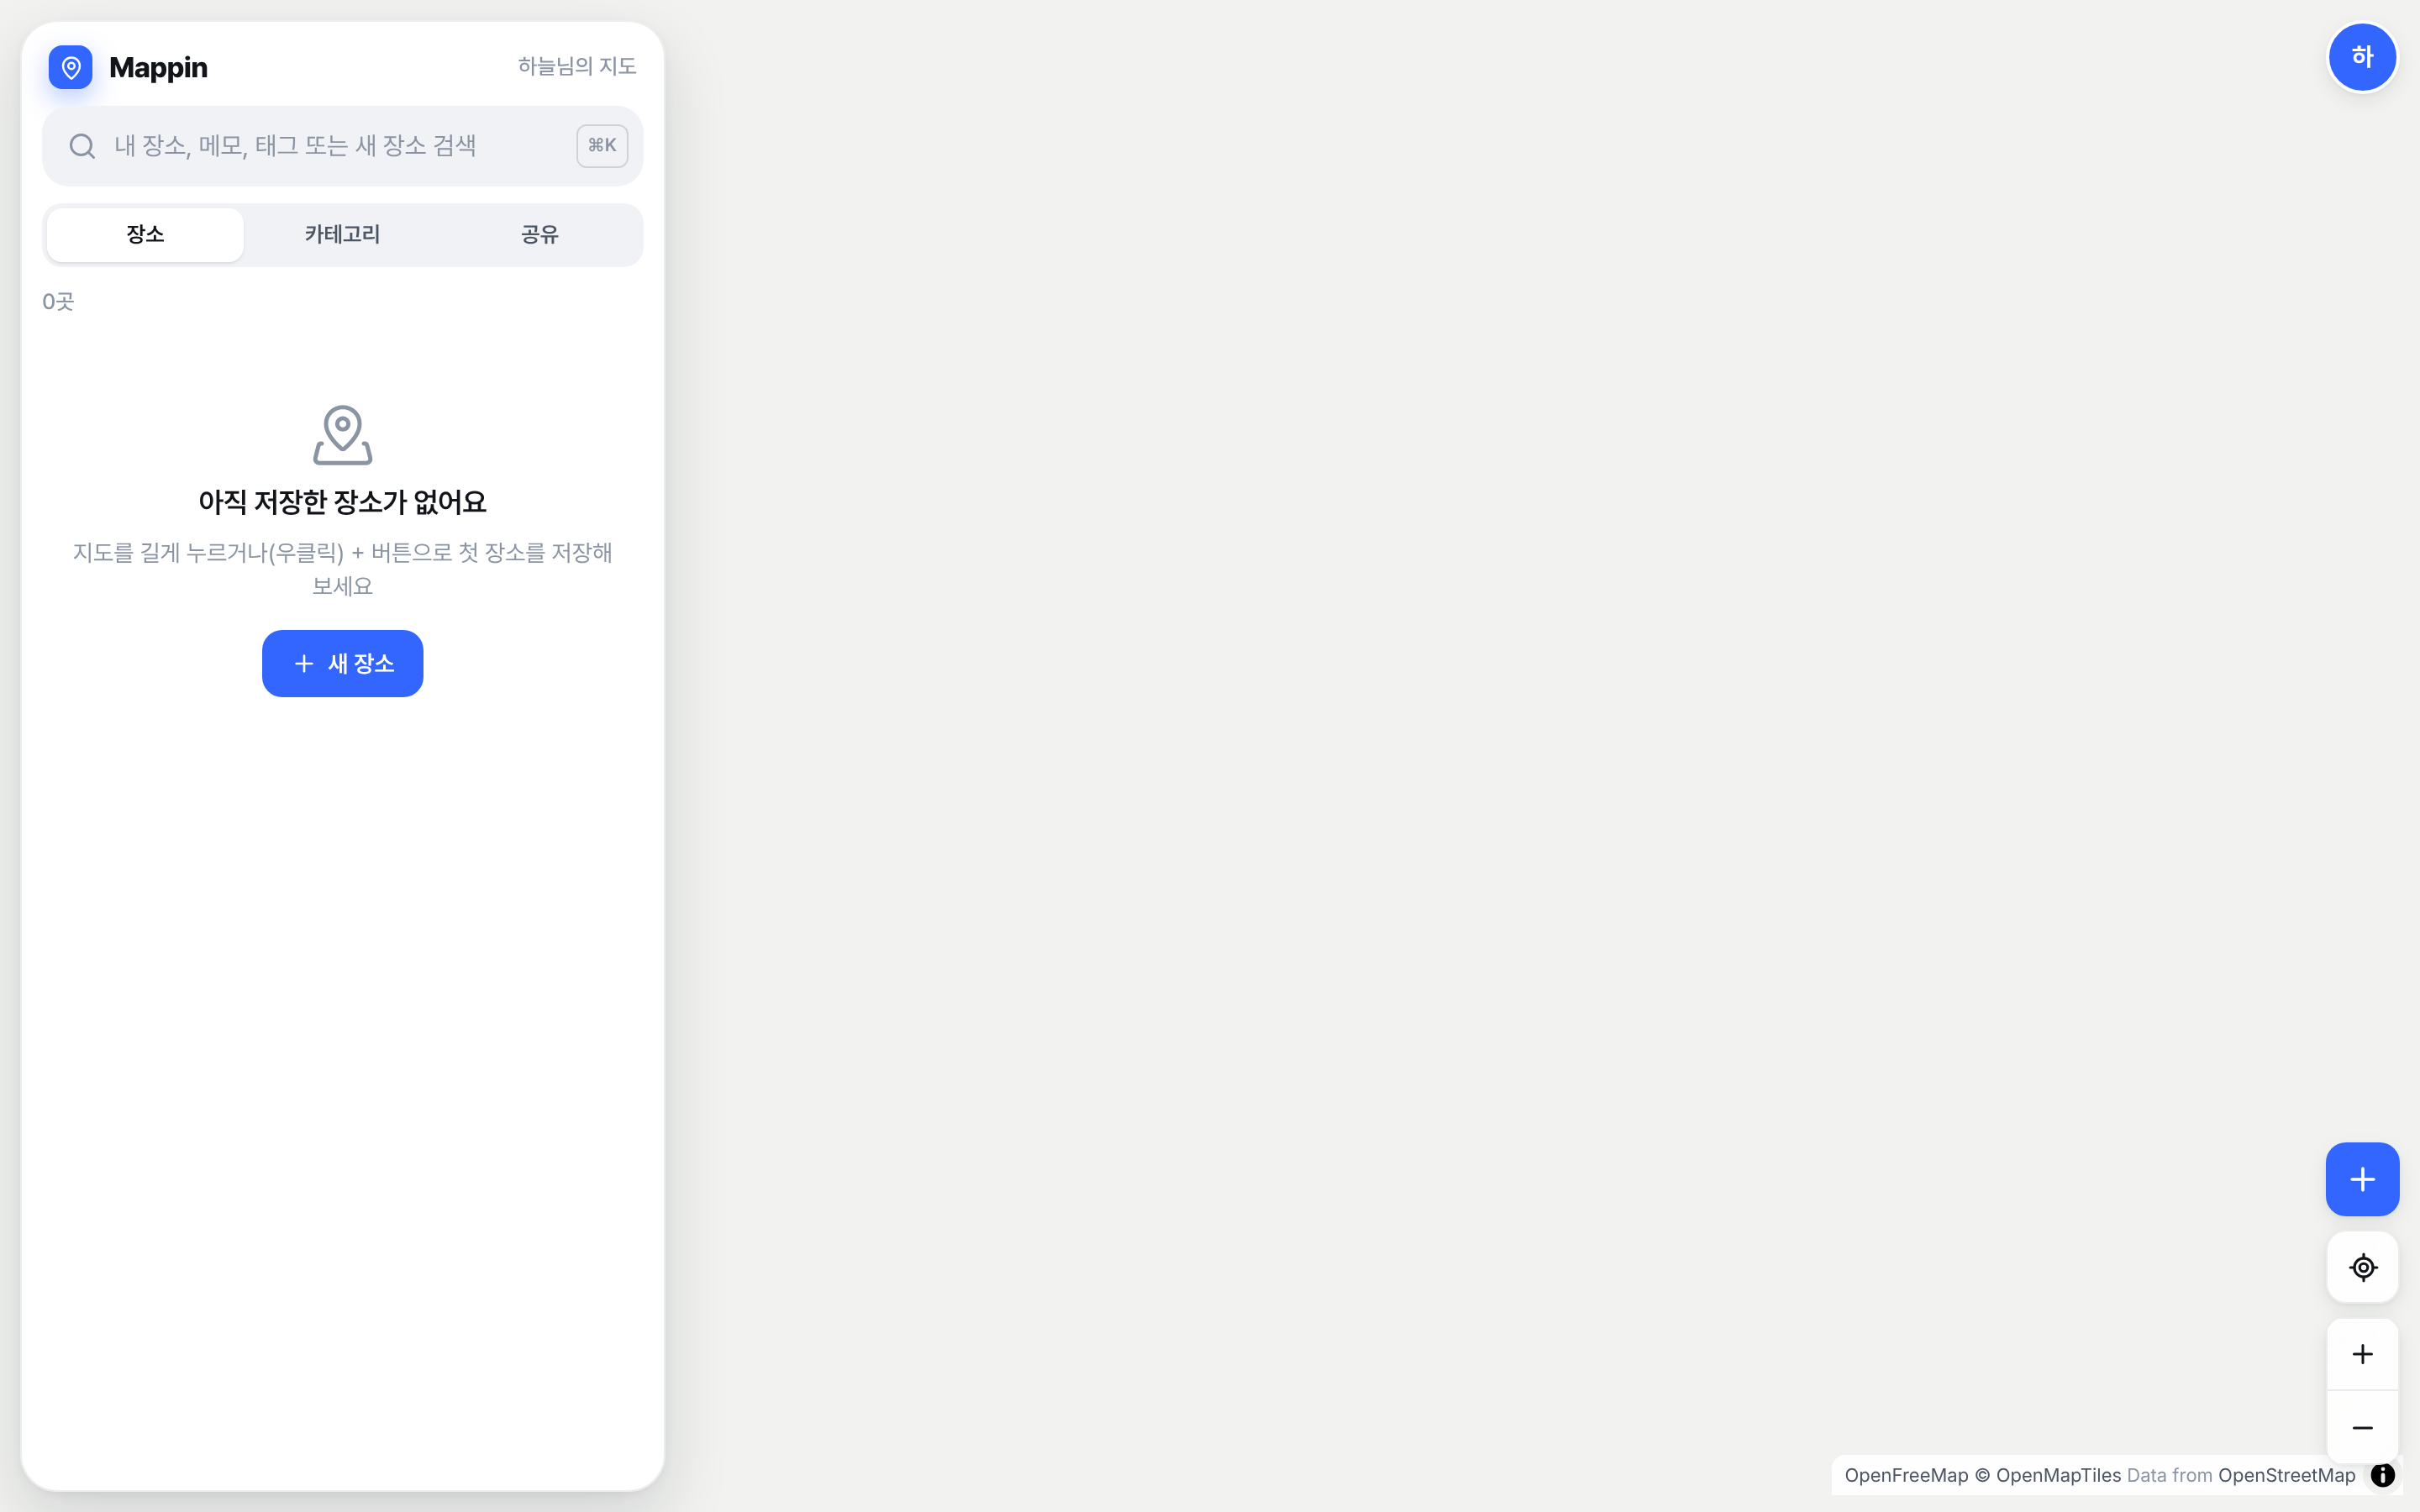 Mappin
하늘님의 지도
하
내 장소, 메모, 태그 또는 새 장소 검색
⌘K
장소
카테고리
공유
0곳
아직 저장한 장소가 없어요
지도를 길게 누르거나(우클릭) + 버튼으로 첫 장소를 저장해
보세요
+ 새 장소
OpenFreeMap © OpenMapTiles Data from OpenStreetMap